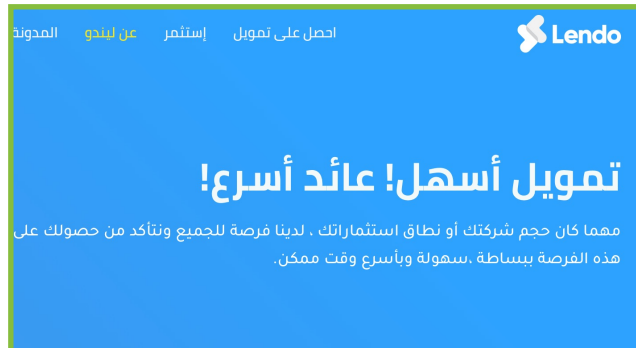 Lendo
احصل على تمويل
إستثمر
عن ليندو
المدونة
تمويل أسهل! عائد أسرع!
مهما كان حجم شركتك أو نطاق استثماراتك ، لدينا فرصة للجميع ونتأكد من حصولك على
هذه الفرصة ببساطة ،سهولة وبأسرع وقت ممكن.